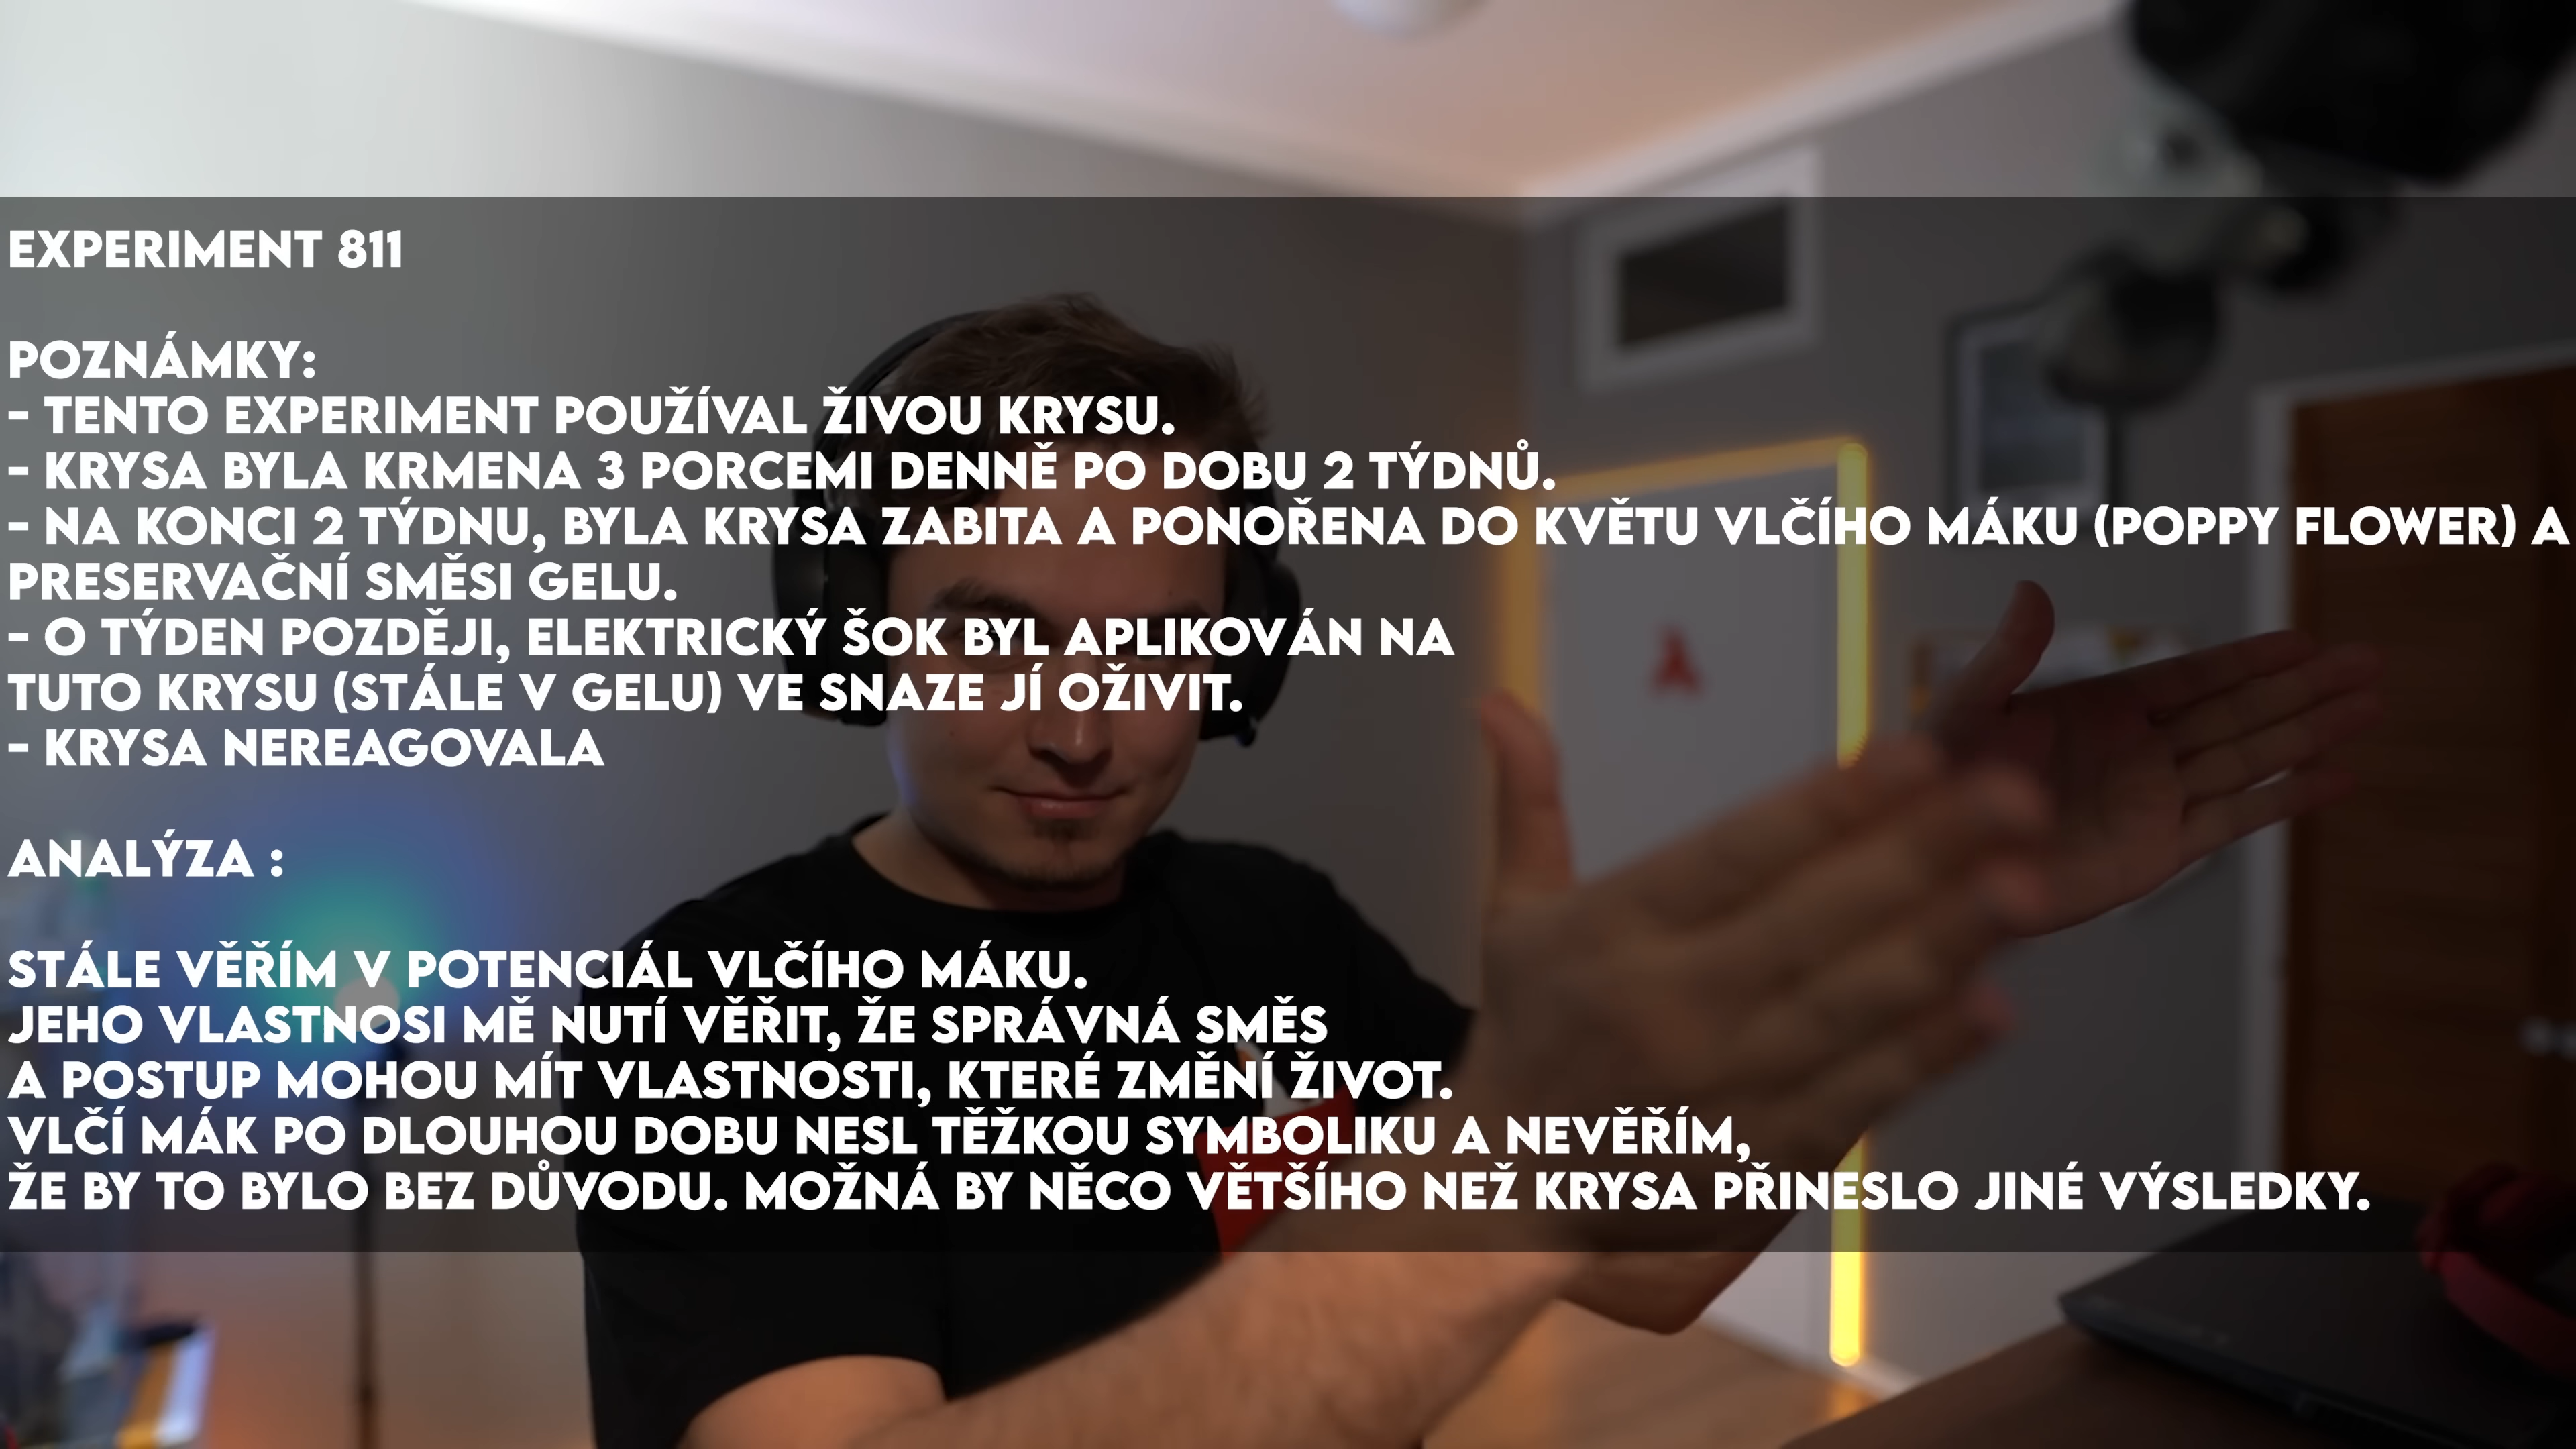 EXPERIMENT 811
POZNÁMKY:
- TENTO EXPERIMENT POUŽÍVAL ŽIVOU KRYSU.
- KRYSA BYLA KRMENA 3 PORCEMI DENNĚ PO DOBU 2 TÝDNŮ.
- NA KONCI 2 TÝDNU, BYLA KRYSA ZABITA A PONOŘENA DO KVĚTU VLČÍHO MÁKU (POPPY FLOWER) A
PRESERVAČNÍ SMĚSI GELU.
- O TÝDEN POZDĚJI, ELEKTRICKÝ ŠOK BYL APLIKOVÁN NA
TUTO KRYSU (STÁLE V GELU) VE SNAZE JÍ OŽIVIT.
- KRYSA NEREAGOVALA
ANALÝZA :
STÁLE VĚŘÍM V POTENCIÁL VLČÍHO MÁKU.
JEHO VLASTNOSI MĚ NUTÍ VĚŘIT, ŽE SPRÁVNÁ SMĚS
A POSTUP MOHOU MÍT VLASTNOSTI, KTERÉ ZMĚNÍ ŽIVOT.
VLČÍ MÁK PO DLOUHOU DOBU NESL TĚŽKOU SYMBOLIKU A NEVĚŘÍM,
ŽE BY TO BYLO BEZ DŮVODU. MOŽNÁ BY NĚCO VĚTŠÍHO NEŽ KRYSA PŘINESLO JINÉ VÝSLEDKY.